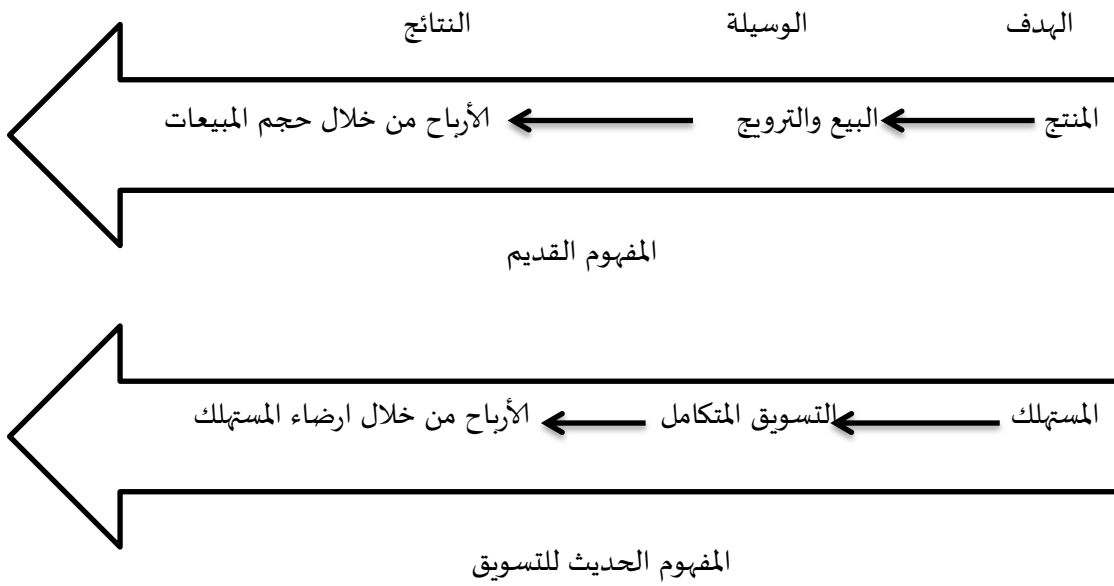 الهدف الوسيلة النتائج
المنتج البيع والترويج الأرباح من خلال حجم المبيعات
المفهوم القديم
المستهلك التسويق المتكامل الأرباح من خلال ارضاء المستهلك
المفهوم الحديث للتسويق